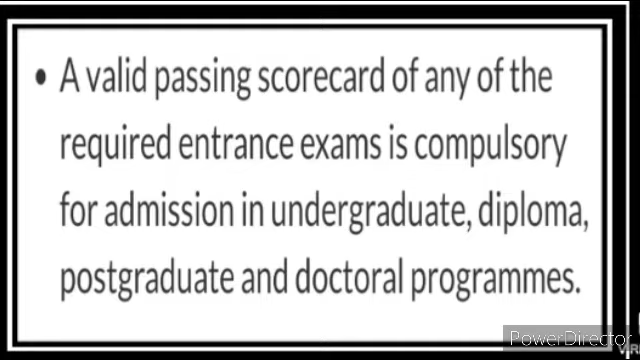 • A valid passing scorecard of any of the
required entrance exams is compulsory
for admission in undergraduate, diploma,
postgraduate and doctoral programmes.
PowerDirector